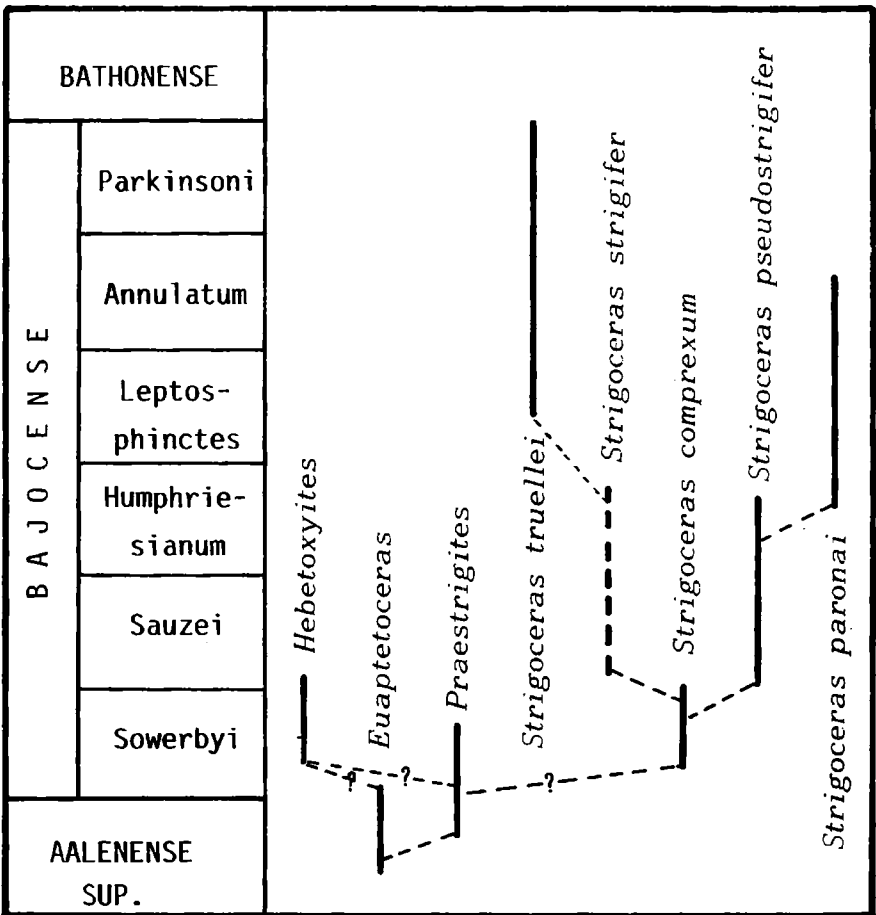 BATHONENSE
BAJOCENSE
Parkinsoni
Annulatum
Leptos-
phinctes
Humphrie-
sianum
Sauzei
Sowerbyi
AALENENSE
SUP.
Hebetoxyites
Euaptetoceras
Praestrigites
Strigoceras truellei
Strigoceras strigifer
Strigoceras comprexum
Strigoceras pseudostrigifer
Strigoceras paronai
?
?
?